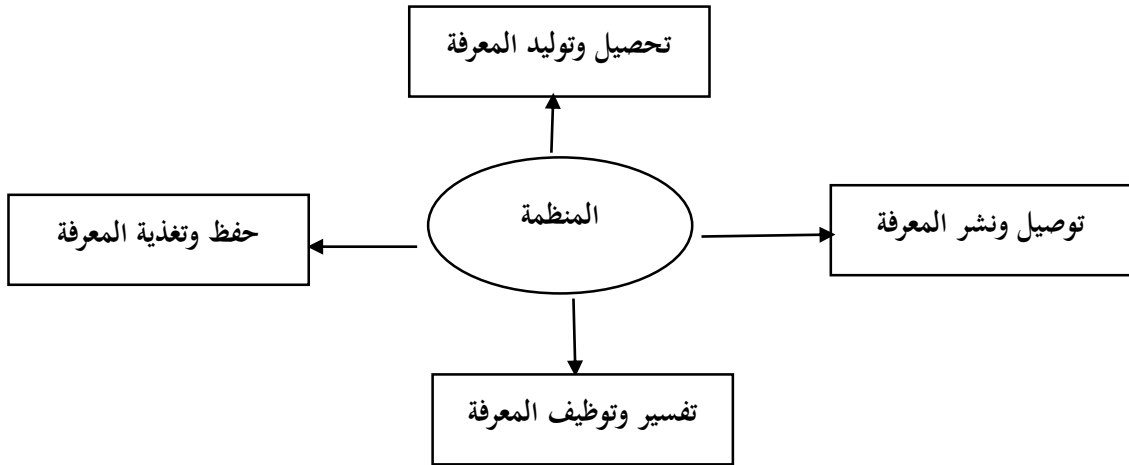 تحصيل وتوليد المعرفة
المنظمة
توصيل ونشر المعرفة
حفظ وتغذية المعرفة
تفسير وتوظيف المعرفة